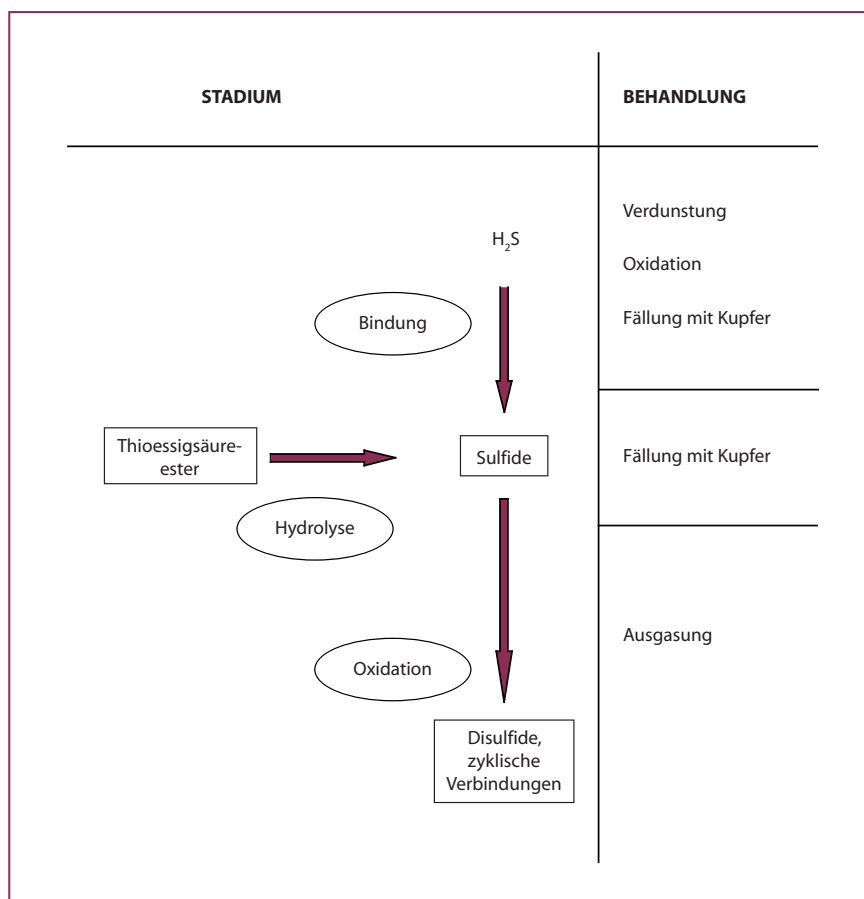 STADIUM
BEHANDLUNG
H₂S
Verdunstung
Oxidation
Fällung mit Kupfer
Bindung
Thioessigsäure-
ester
Sulfide
Fällung mit Kupfer
Hydrolyse
Ausgasung
Oxidation
Disulfide,
zyklische
Verbindungen